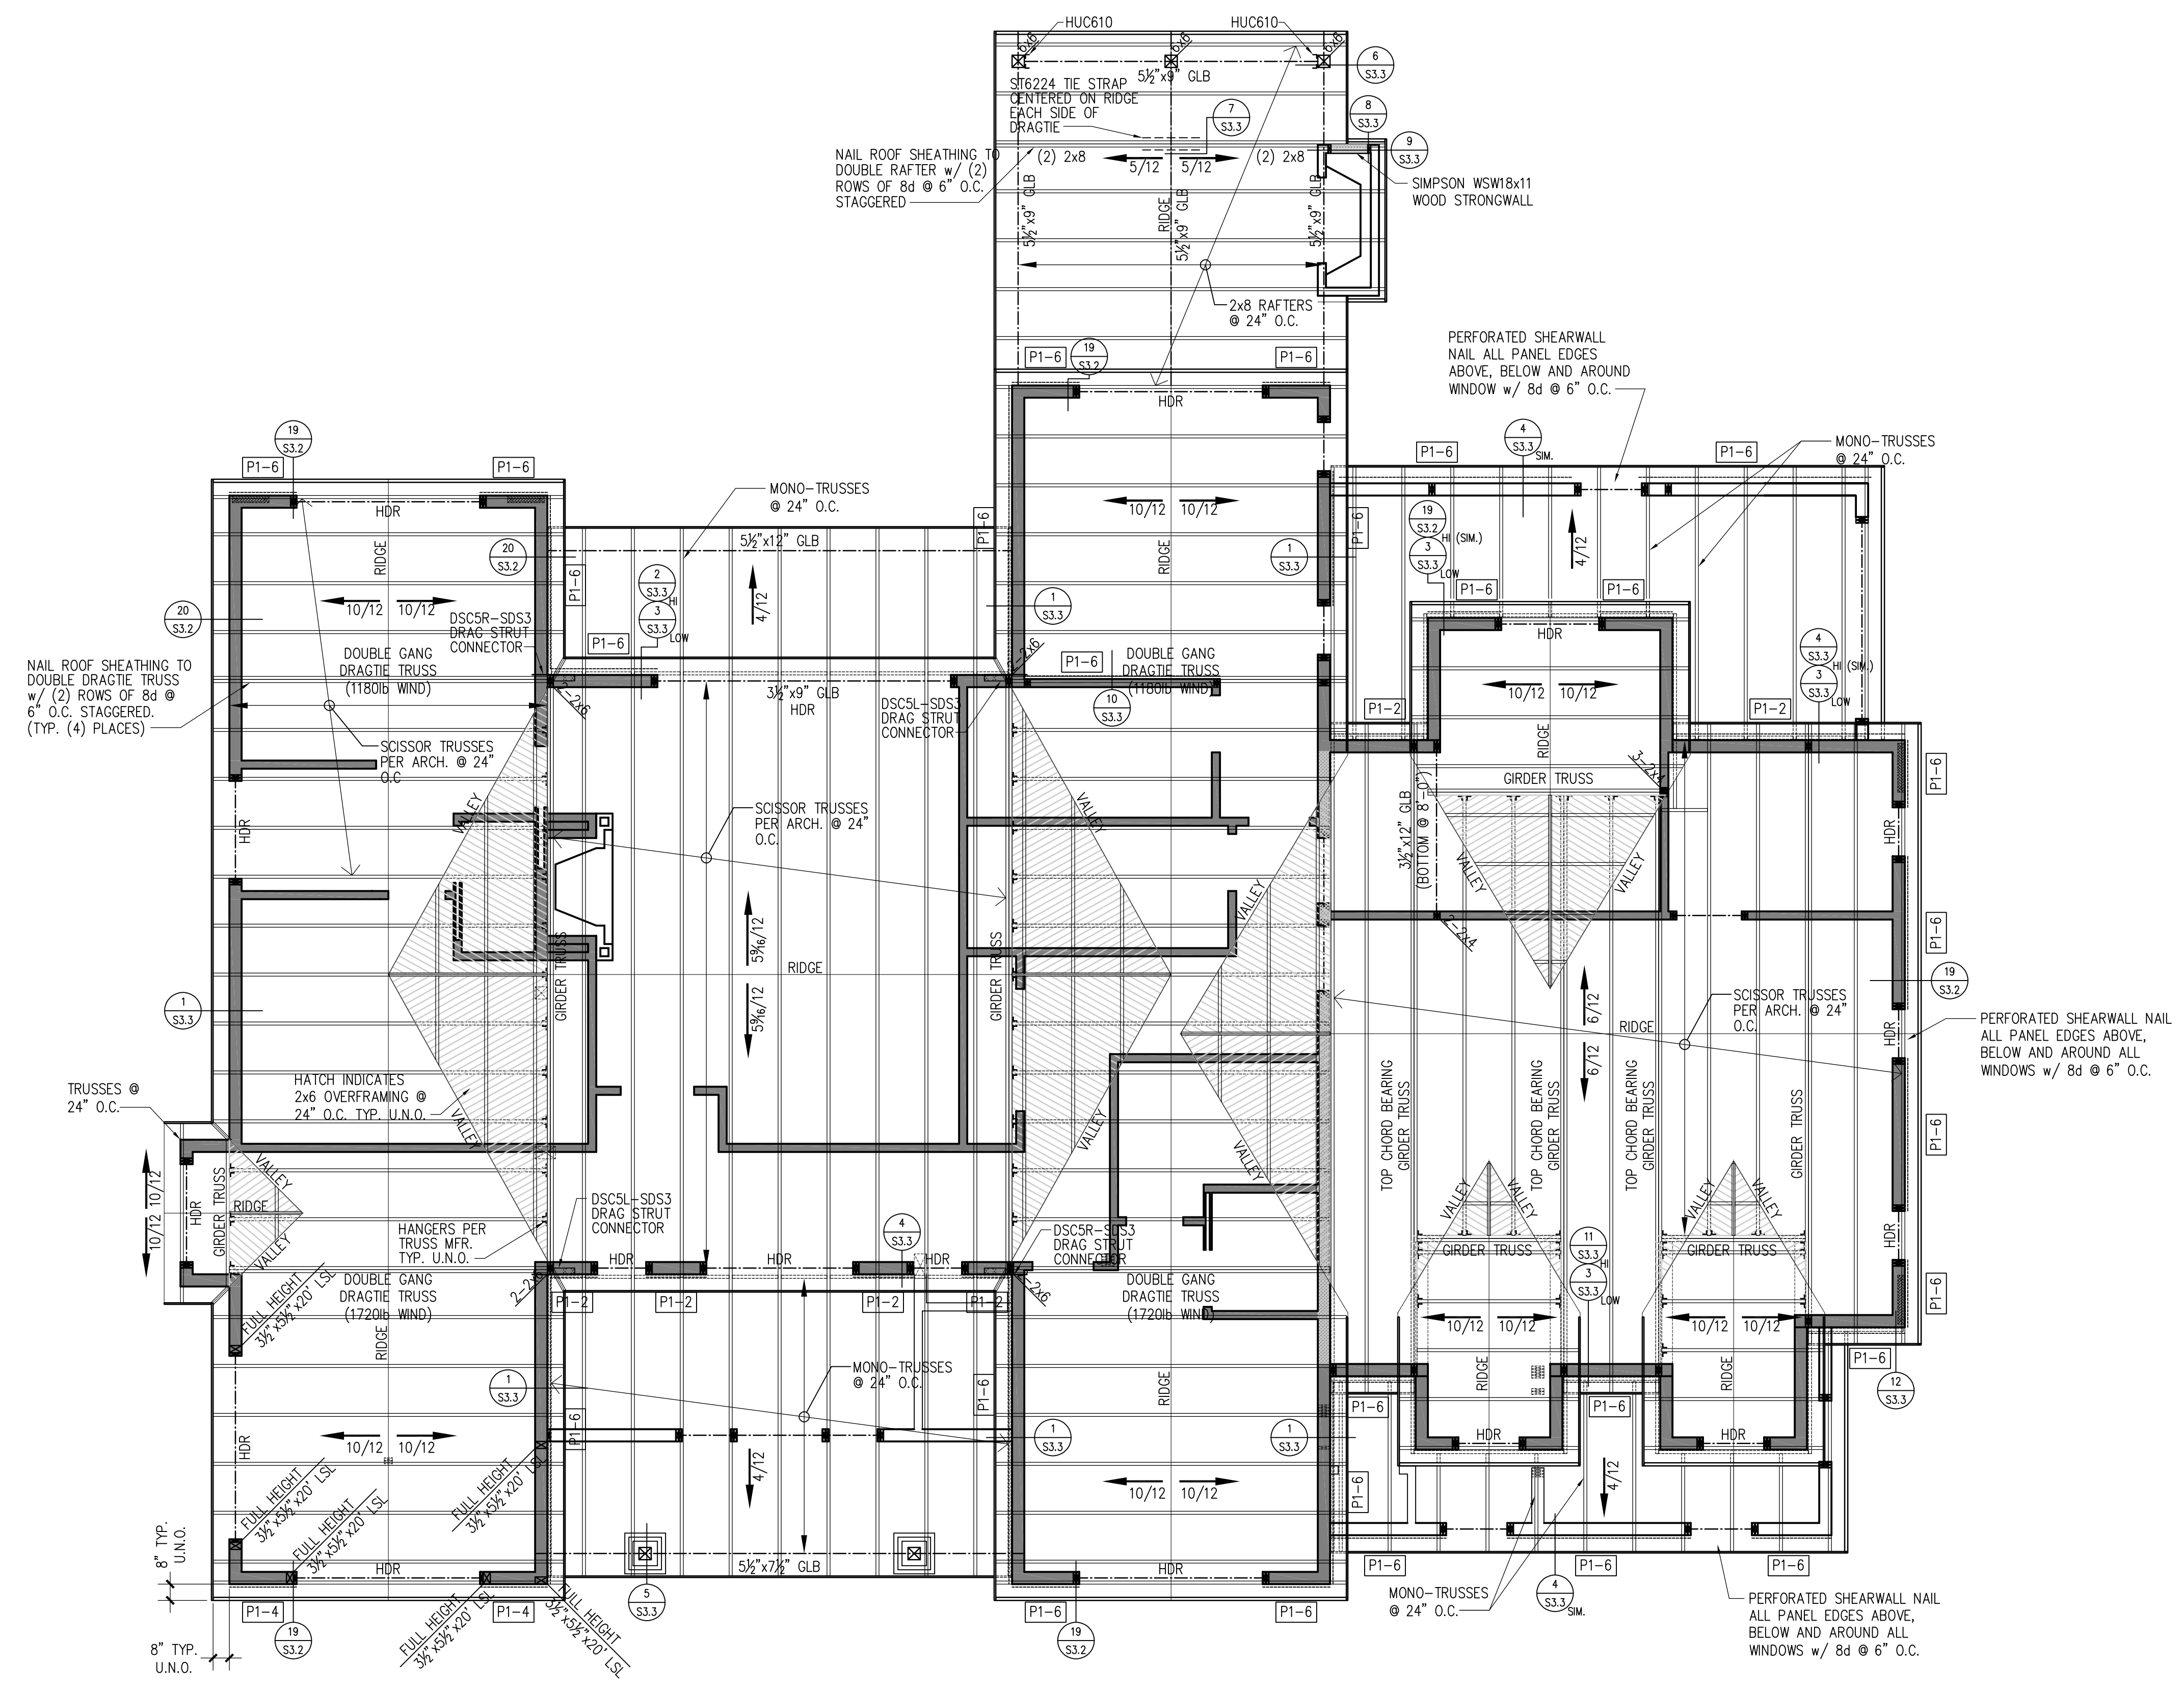 HUC610
HUC610
6x6
6x6
6x6
5½"x9" GLB
6
S3.3
ST6224 TIE STRAP
CENTERED ON RIDGE
EACH SIDE OF
DRAGTIE
7
S3.3
8
S3.3
9
S3.3
NAIL ROOF SHEATHING TO
DOUBLE RAFTER w/ (2)
ROWS OF 8d @ 6" O.C.
STAGGERED
(2) 2x8
5/12
5/12
(2) 2x8
SIMPSON WSW18x11
WOOD STRONGWALL
5½"x9" GLB
RIDGE
5½"x9" GLB
5½"x9" GLB
2x8 RAFTERS
@ 24" O.C.
P1-6
19
S3.2
P1-6
HDR
PERFORATED SHEARWALL
NAIL ALL PANEL EDGES
ABOVE, BELOW AND AROUND
WINDOW w/ 8d @ 6" O.C.
19
S3.2
P1-6
P1-6
HDR
MONO-TRUSSES
@ 24" O.C.
P1-6
4
S3.3
SIM.
P1-6
MONO-TRUSSES
@ 24" O.C.
RIDGE
20
S3.2
5½"x12" GLB
P1-6
10/12
10/12
RIDGE
1
S3.3
P1-6
19
S3.2
HI (SIM.)
3
S3.3
LOW
4/12
20
S3.2
10/12
10/12
P1-6
2
S3.3
HI
3
S3.3
LOW
4/12
1
S3.3
P1-6
P1-6
HDR
DSC5R-SDS3
DRAG STRUT
CONNECTOR
P1-6
NAIL ROOF SHEATHING TO
DOUBLE DRAGTIE TRUSS
w/ (2) ROWS OF 8d @
6" O.C. STAGGERED.
(TYP. (4) PLACES)
DOUBLE GANG
DRAGTIE TRUSS
(1180lb WIND)
2-2x6
3½"x9" GLB
HDR
2-2x6
P1-6
DOUBLE GANG
DRAGTIE TRUSS
(1180lb WIND)
10
S3.3
DSC5L-SDS3
DRAG STRUT
CONNECTOR
10/12
10/12
RIDGE
4
S3.3
HI (SIM.)
3
S3.3
LOW
P1-2
P1-2
SCISSOR TRUSSES
PER ARCH. @ 24"
O.C
GIRDER TRUSS
3-2x4
P1-6
HDR
VALLEY
SCISSOR TRUSSES
PER ARCH. @ 24"
O.C.
VALLEY
VALLEY
3½"x12" GLB
(BOTTOM @ 8'-0")
VALLEY
VALLEY
HDR
2-2x4
P1-6
GIRDER TRUSS
5⁹⁄₁₆/12
5⁹⁄₁₆/12
RIDGE
GIRDER TRUSS
1
S3.3
6/12
6/12
RIDGE
SCISSOR TRUSSES
PER ARCH. @ 24"
O.C.
19
S3.2
HDR
PERFORATED SHEARWALL NAIL
ALL PANEL EDGES ABOVE,
BELOW AND AROUND ALL
WINDOWS w/ 8d @ 6" O.C.
TRUSSES @
24" O.C.
HATCH INDICATES
2x6 OVERFRAMING @
24" O.C. TYP. U.N.O.
VALLEY
VALLEY
VALLEY
TOP CHORD BEARING
GIRDER TRUSS
TOP CHORD BEARING
GIRDER TRUSS
TOP CHORD BEARING
GIRDER TRUSS
GIRDER TRUSS
P1-6
10/12
10/12
HDR
GIRDER TRUSS
VALLEY
RIDGE
VALLEY
HANGERS PER
TRUSS MFR.
TYP. U.N.O.
DSC5L-SDS3
DRAG STRUT
CONNECTOR
4
S3.3
DSC5R-SDS3
DRAG STRUT
CONNECTOR
VALLEY
VALLEY
VALLEY
VALLEY
GIRDER TRUSS
GIRDER TRUSS
HDR
11
S3.3
HI
3
S3.3
LOW
HDR
HDR
HDR
FULL HEIGHT
3½"x5½"x20' LSL
DOUBLE GANG
DRAGTIE TRUSS
(1720lb WIND)
2-2x6
P1-2
P1-2
P1-2
P1-2
2-2x6
DOUBLE GANG
DRAGTIE TRUSS
(1720lb WIND)
10/12
10/12
10/12
10/12
P1-6
RIDGE
1
S3.3
MONO-TRUSSES
@ 24" O.C.
P1-6
RIDGE
RIDGE
RIDGE
P1-6
12
S3.3
HDR
10/12
10/12
P1-6
4/12
1
S3.3
1
S3.3
P1-6
P1-6
HDR
HDR
P1-6
4/12
10/12
10/12
FULL HEIGHT
3½"x5½"x20' LSL
FULL HEIGHT
3½"x5½"x20' LSL
FULL HEIGHT
3½"x5½"x20' LSL
8" TYP.
U.N.O.
HDR
5½"x7½" GLB
HDR
P1-6
P1-6
P1-6
P1-4
19
S3.2
P1-4
FULL HEIGHT
3½"x5½"x20' LSL
FULL HEIGHT
3½"x5½"x20' LSL
5
S3.3
P1-6
19
S3.2
P1-6
MONO-TRUSSES
@ 24" O.C.
4
S3.3
SIM.
PERFORATED SHEARWALL NAIL
ALL PANEL EDGES ABOVE,
BELOW AND AROUND ALL
WINDOWS w/ 8d @ 6" O.C.
8" TYP.
U.N.O.